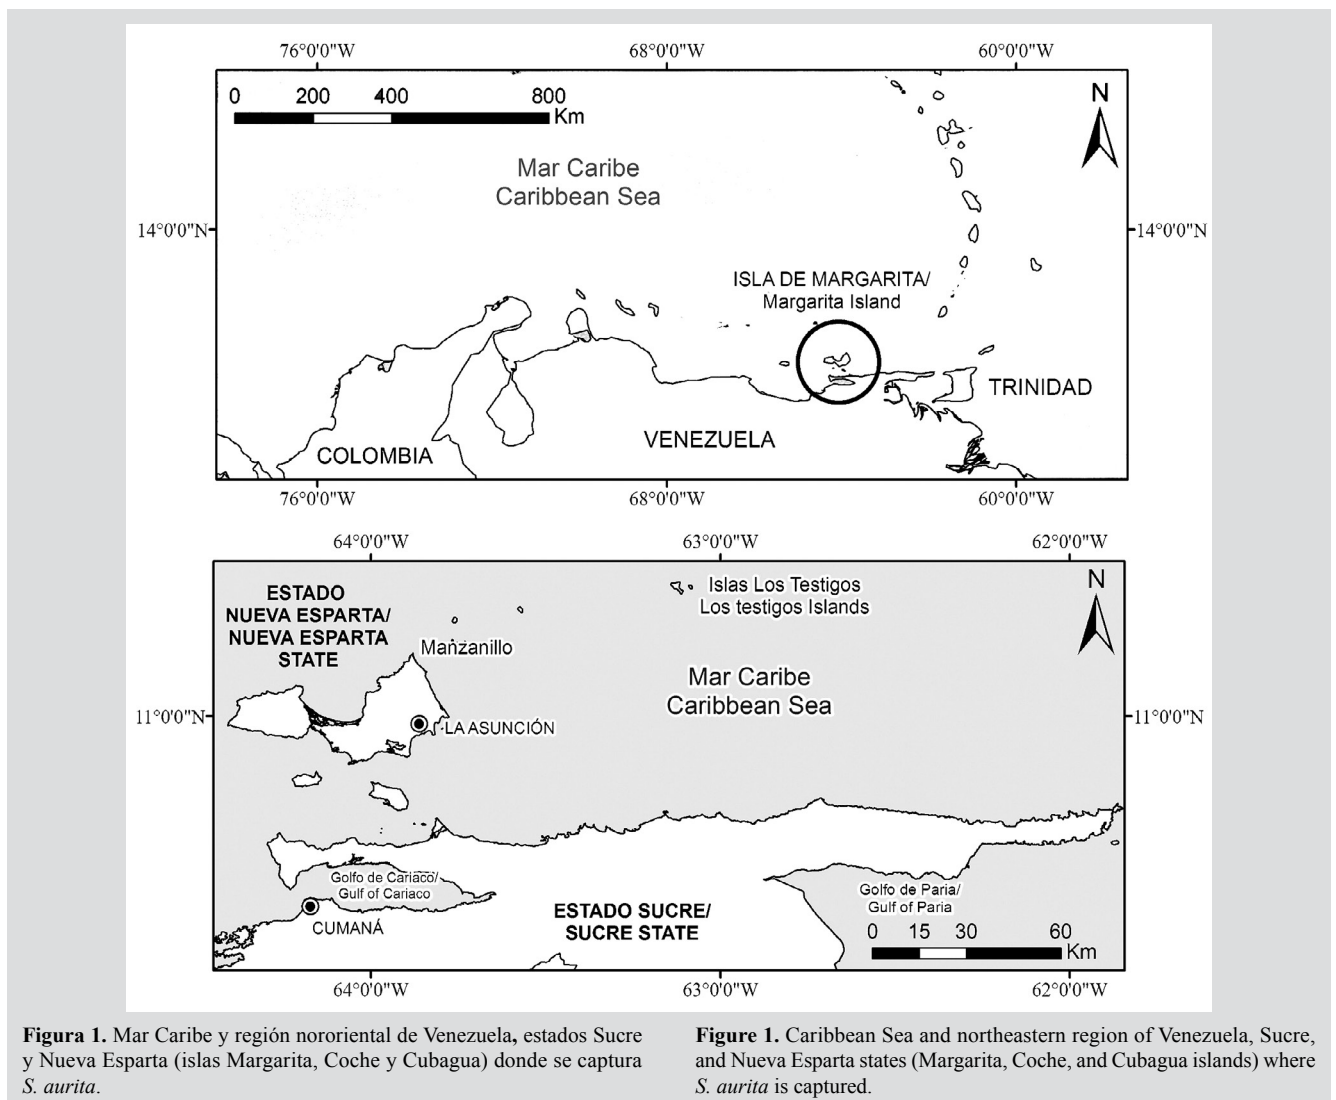 76°0'0"W 68°0'0"W 60°0'0"W
0 200 400 800
Km
N
Mar Caribe
Caribbean Sea
14°0'0"N 14°0'0"N
ISLA DE MARGARITA/
Margarita Island
TRINIDAD
VENEZUELA
COLOMBIA
76°0'0"W 68°0'0"W 60°0'0"W
64°0'0"W 63°0'0"W 62°0'0"W
N
Islas Los Testigos
Los testigos Islands
ESTADO
NUEVA ESPARTA/
NUEVA ESPARTA
STATE
Manzanillo
Mar Caribe
Caribbean Sea
11°0'0"N 11°0'0"N
LA ASUNCIÓN
Golfo de Cariaco/
Gulf of Cariaco
Golfo de Paria/
Gulf of Paria
ESTADO SUCRE/
SUCRE STATE
CUMANÁ
0 15 30 60
Km
64°0'0"W 63°0'0"W 62°0'0"W
Figura 1. Mar Caribe y región nororiental de Venezuela, estados Sucre
y Nueva Esparta (islas Margarita, Coche y Cubagua) donde se captura
S. aurita.
Figure 1. Caribbean Sea and northeastern region of Venezuela, Sucre,
and Nueva Esparta states (Margarita, Coche, and Cubagua islands) where
S. aurita is captured.